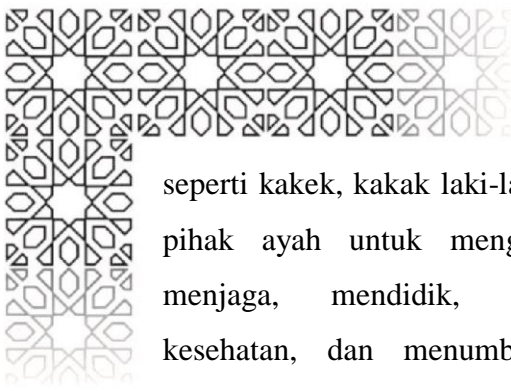 seperti kakek, kakak laki-la
pihak ayah untuk meng
menjaga, mendidik,
kesehatan, dan menumb